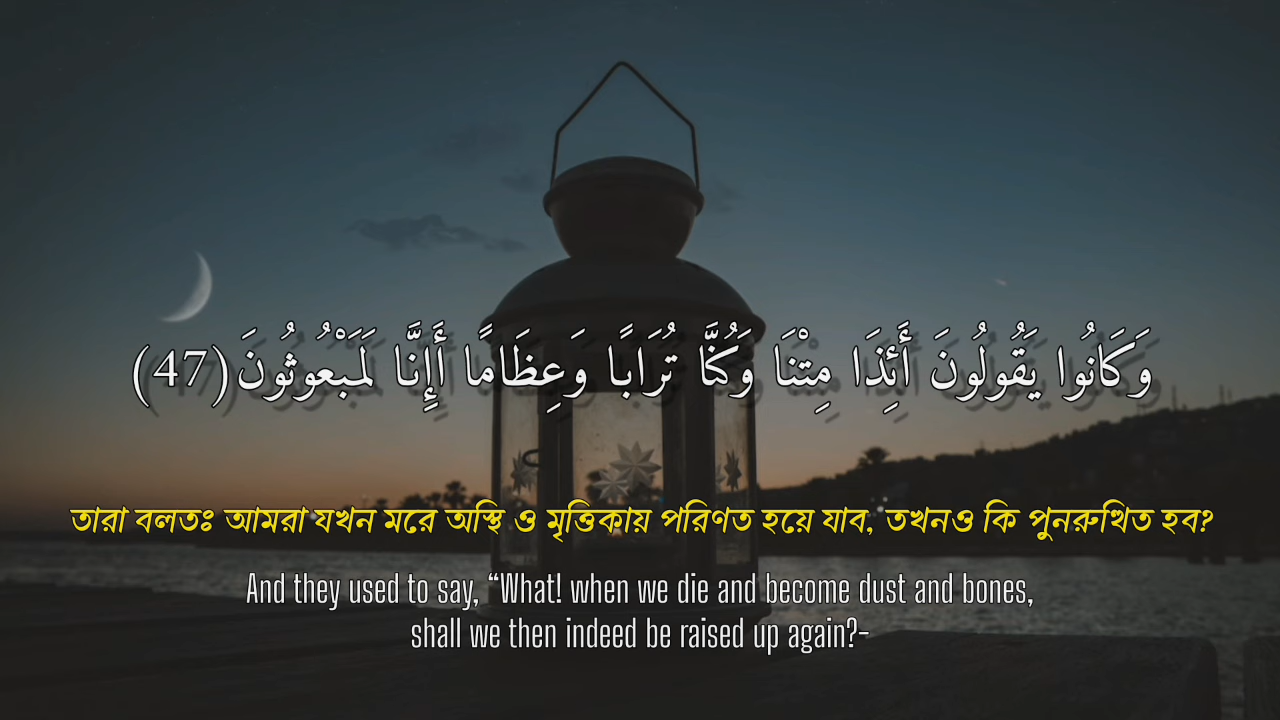 وَكَانُوا يَقُولُونَ أَئِذَا مِتْنَا وَكُنَّا تُرَابًا وَعِظَامًا أَإِنَّا لَمَبْعُوثُونَ(47)
তারা বলতঃ আমরা যখন মরে অস্থি ও মৃত্তিকায় পরিণত হয়ে যাব, তখনও কি পুনরুত্থিত হব?
And they used to say, “What! when we die and become dust and bones,
shall we then indeed be raised up again?-